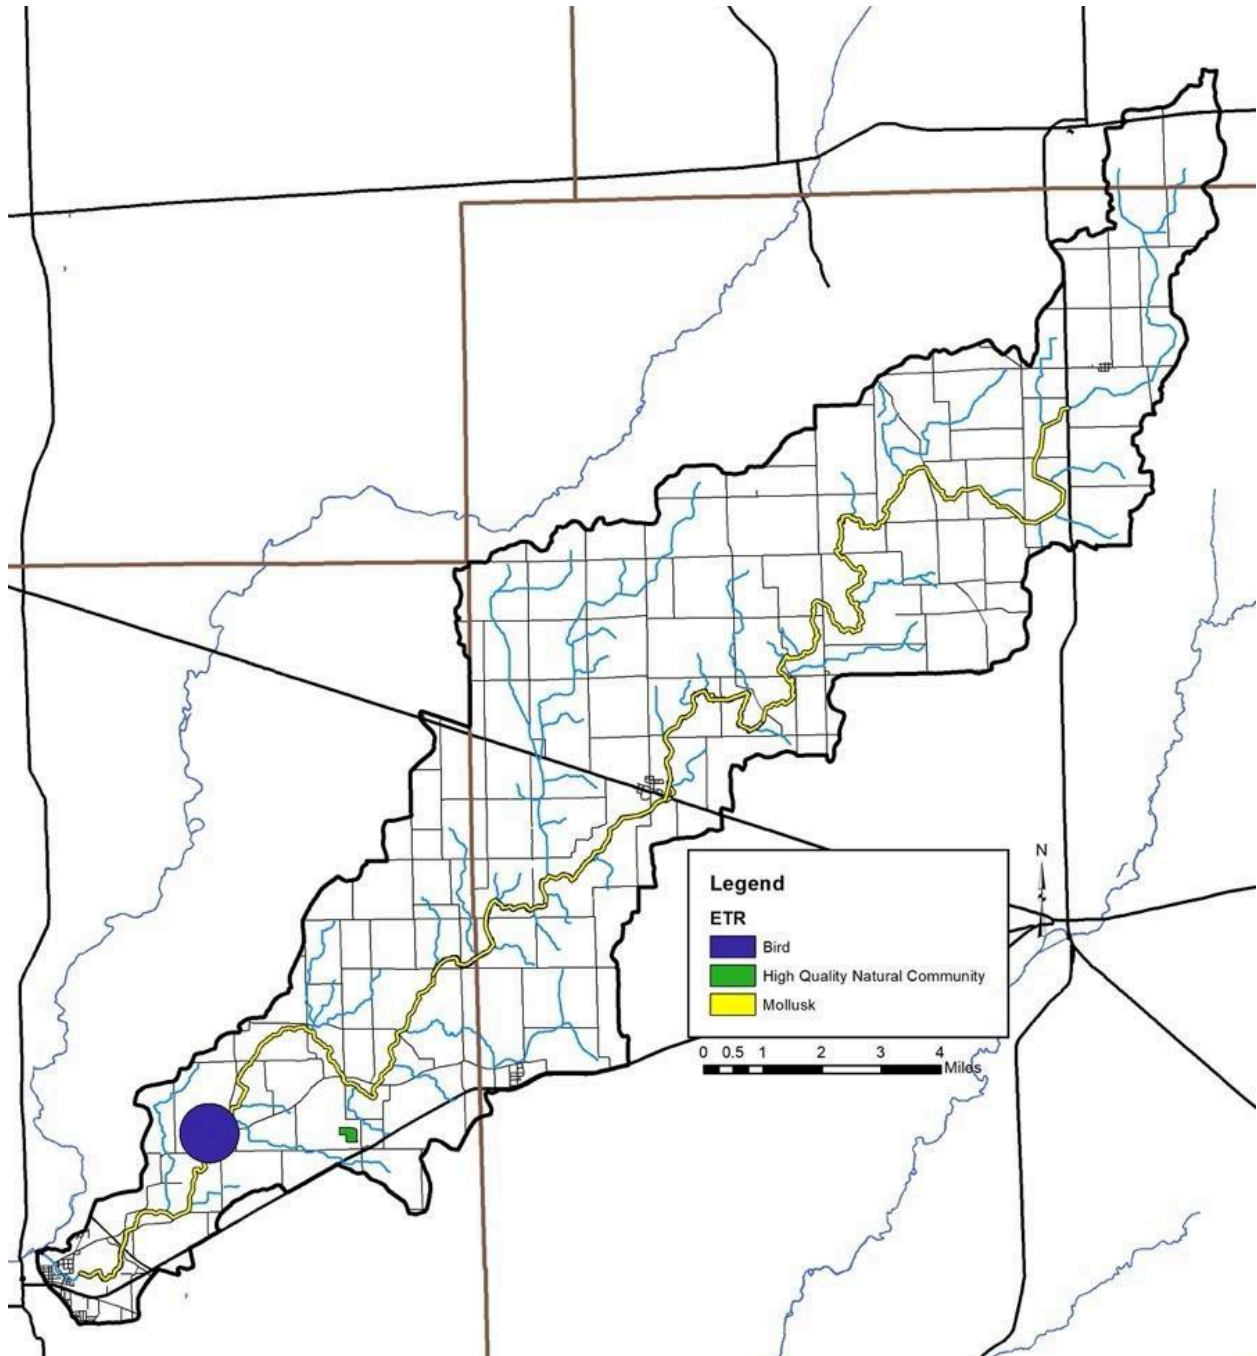 N
Legend
ETR
Bird
High Quality Natural Community
Mollusk
0 0.5 1 2 3 4
Miles